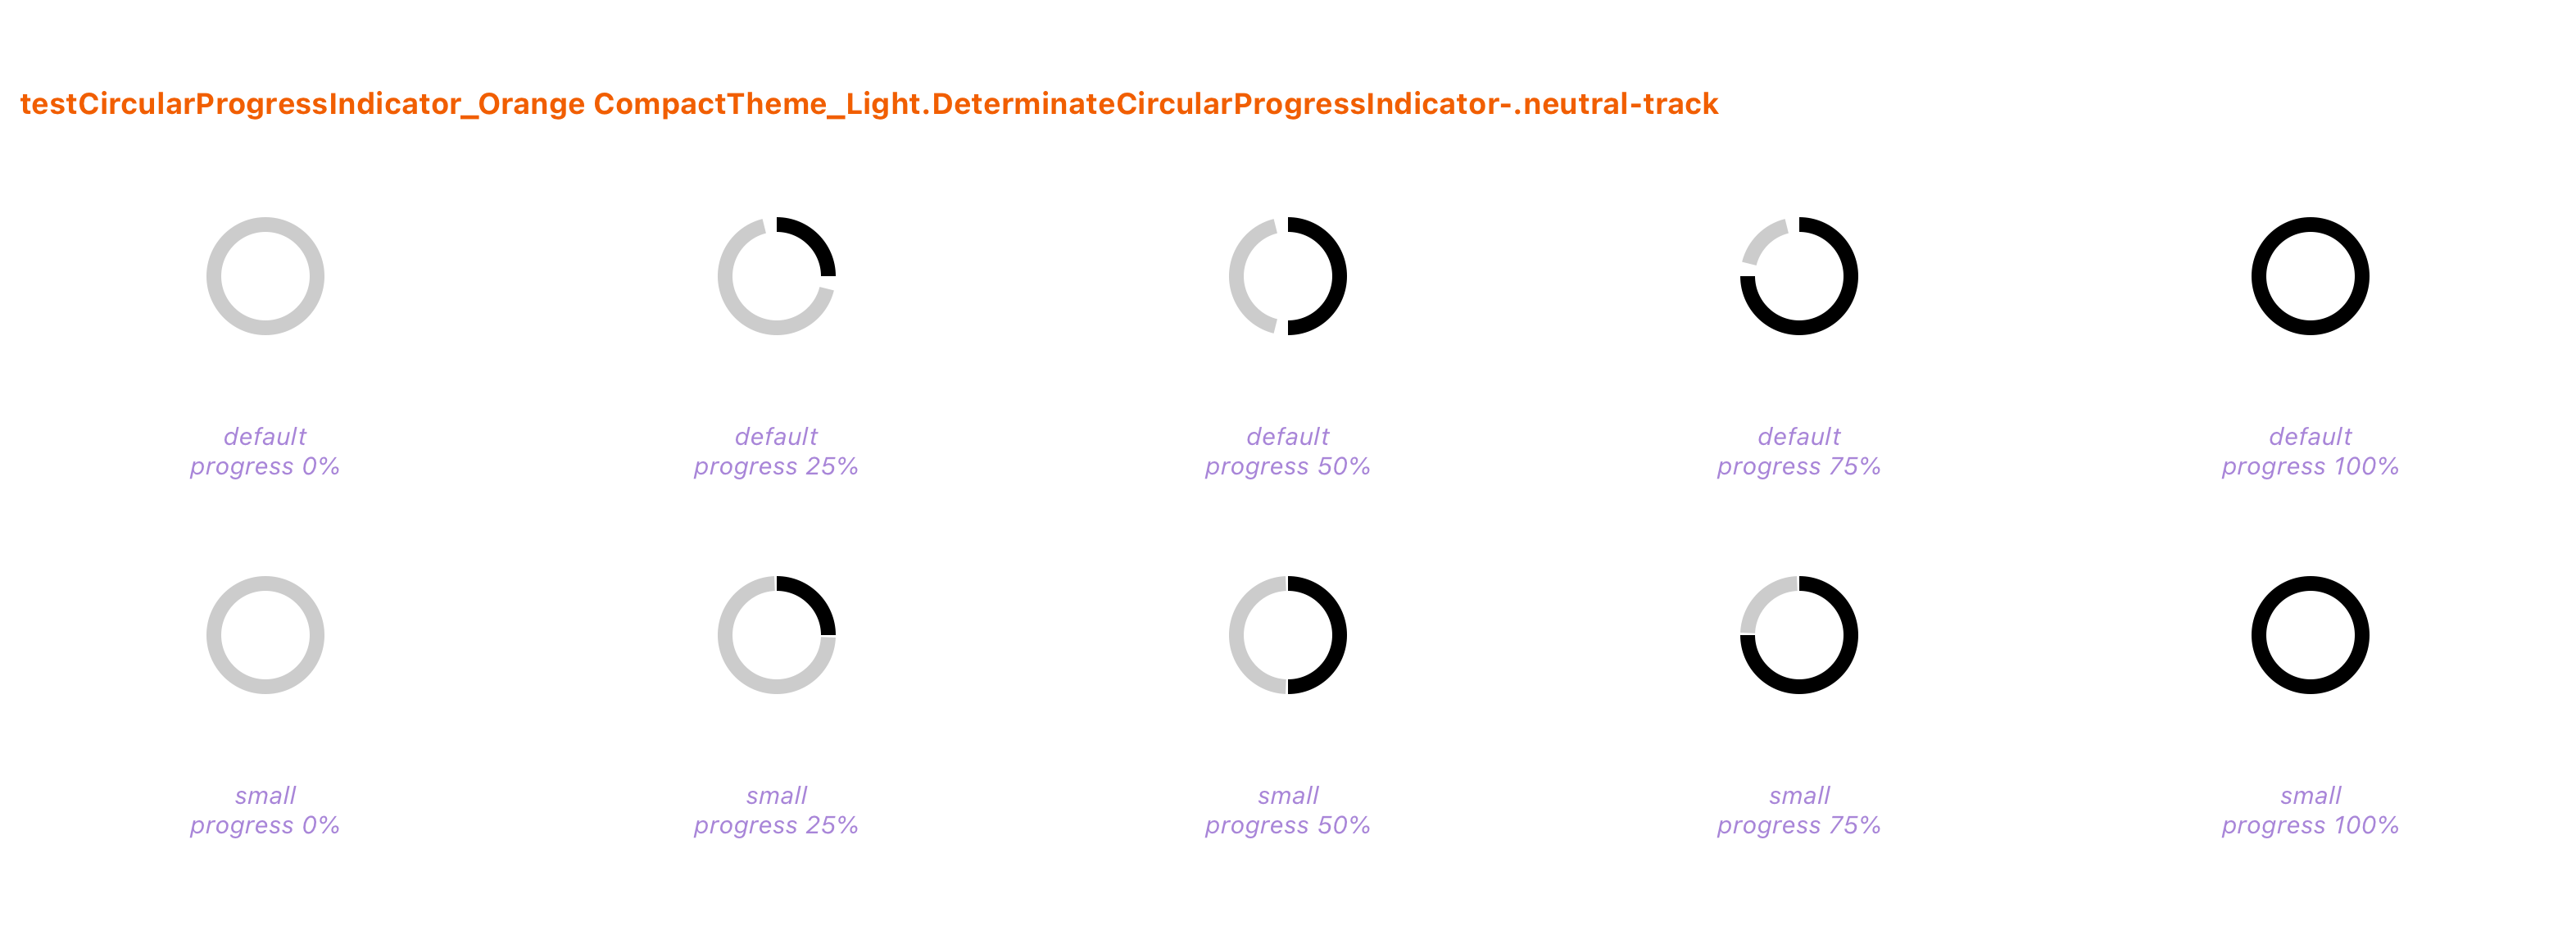 testCircularProgressIndicator_Orange CompactTheme_Light.DeterminateCircularProgressIndicator-.neutral-track
default
progress 0%
default
progress 25%
default
progress 50%
default
progress 75%
default
progress 100%
small
progress 0%
small
progress 25%
small
progress 50%
small
progress 75%
small
progress 100%